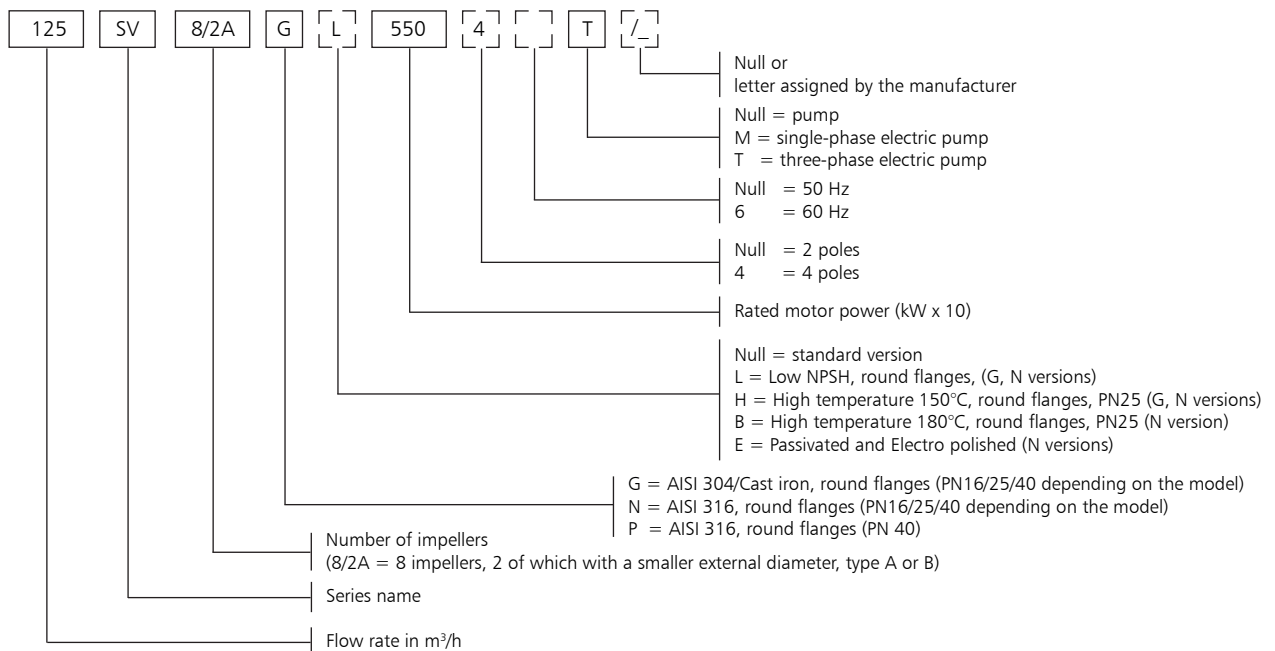 125 SV 8/2A G L 550 4 T /_
Null or
letter assigned by the manufacturer
Null = pump
M = single-phase electric pump
T = three-phase electric pump
Null = 50 Hz
6 = 60 Hz
Null = 2 poles
4 = 4 poles
Rated motor power (kW x 10)
Null = standard version
L = Low NPSH, round flanges, (G, N versions)
H = High temperature 150°C, round flanges, PN25 (G, N versions)
B = High temperature 180°C, round flanges, PN25 (N version)
E = Passivated and Electro polished (N versions)
G = AISI 304/Cast iron, round flanges (PN16/25/40 depending on the model)
N = AISI 316, round flanges (PN16/25/40 depending on the model)
P = AISI 316, round flanges (PN 40)
Number of impellers
(8/2A = 8 impellers, 2 of which with a smaller external diameter, type A or B)
Series name
Flow rate in m³/h